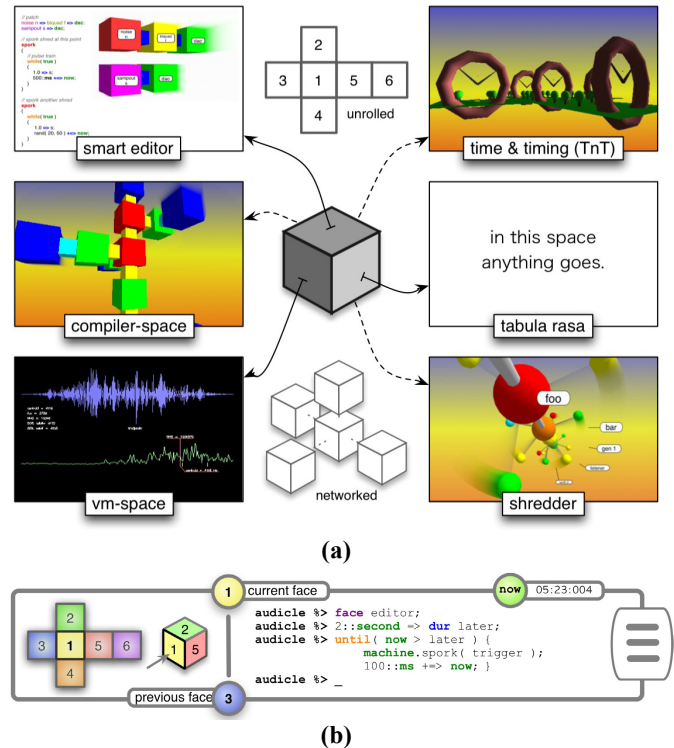 // patch
noise n => biquad f => dac;
sampout s => dac;
// spork shred at this point
spork
{
// pulse train
while( true )
{
1.0 => s;
500::ms +=> now;
}
}
// spork another shred
spork
{
while( true )
{
1.0 => s;
rand( 20, 50 ) +=> now;
}
}
noise
n
biquad
f
dac
sampout
s
dac
smart editor
2
3 1 5 6
4
unrolled
time & timing (TnT)
compiler-space
in this space
anything goes.
tabula rasa
vm-space
networked
foo
bar
gen 1
listener
shredder
(a)
1 current face
now 05:23:004
2
3 1 5 6
4
2
1 5
audicle %> face editor;
audicle %> 2::second => dur later;
audicle %> until( now > later ) {
machine.spork( trigger );
100::ms +=> now; }
audicle %> _
previous face 3
(b)